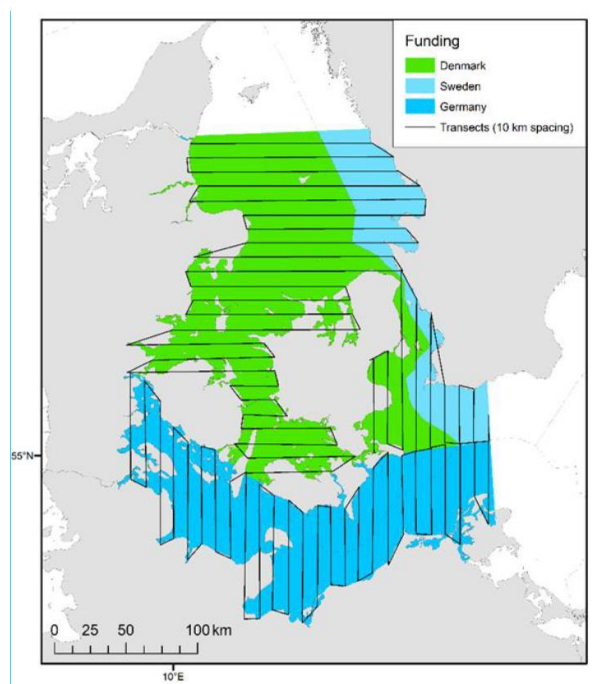 Funding
Denmark
Sweden
Germany
Transects (10 km spacing)
55°N
0 25 50 100 km
10°E